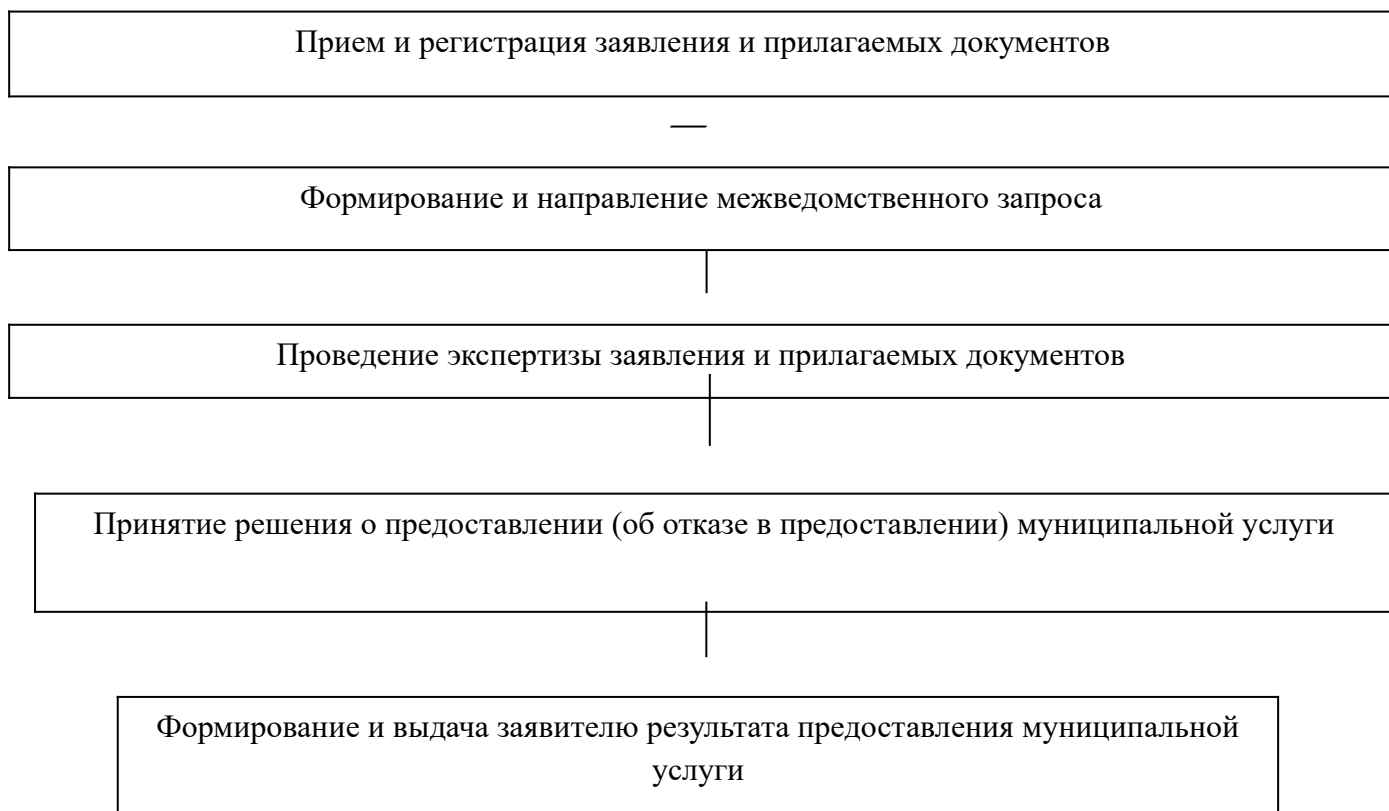 Прием и регистрация заявления и прилагаемых документов
Формирование и направление межведомственного запроса
Проведение экспертизы заявления и прилагаемых документов
Принятие решения о предоставлении (об отказе в предоставлении) муниципальной услуги
Формирование и выдача заявителю результата предоставления муниципальной
услуги